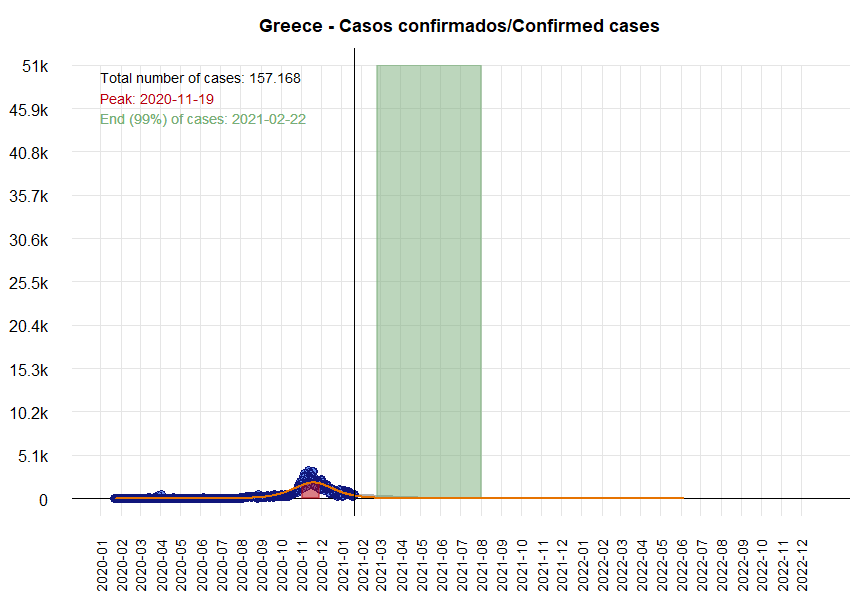 Greece - Casos confirmados/Confirmed cases
51k
Total number of cases: 157.168
Peak: 2020-11-19
End (99%) of cases: 2021-02-22
45.9k
40.8k
35.7k
30.6k
25.5k
20.4k
15.3k
10.2k
5.1k
0
2020-01
2020-02
2020-03
2020-04
2020-05
2020-06
2020-07
2020-08
2020-09
2020-10
2020-11
2020-12
2021-01
2021-02
2021-03
2021-04
2021-05
2021-06
2021-07
2021-08
2021-09
2021-10
2021-11
2021-12
2022-01
2022-02
2022-03
2022-04
2022-05
2022-06
2022-07
2022-08
2022-09
2022-10
2022-11
2022-12